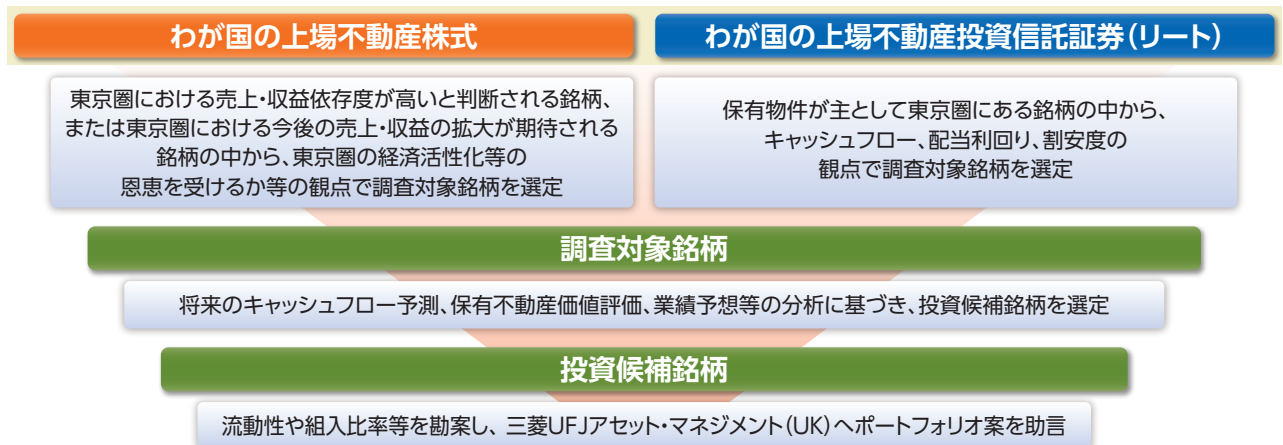 わが国の上場不動産株式
わが国の上場不動産投資信託証券(リート)
東京圏における売上・収益依存度が高いと判断される銘柄、
または東京圏における今後の売上・収益の拡大が期待される
銘柄の中から、東京圏の経済活性化等の
恩恵を受けるか等の観点で調査対象銘柄を選定
保有物件が主として東京圏にある銘柄の中から、
キャッシュフロー、配当利回り、割安度の
観点で調査対象銘柄を選定
調査対象銘柄
将来のキャッシュフロー予測、保有不動産価値評価、業績予想等の分析に基づき、投資候補銘柄を選定
投資候補銘柄
流動性や組入比率等を勘案し、三菱UFJアセット・マネジメント(UK)へポートフォリオ案を助言